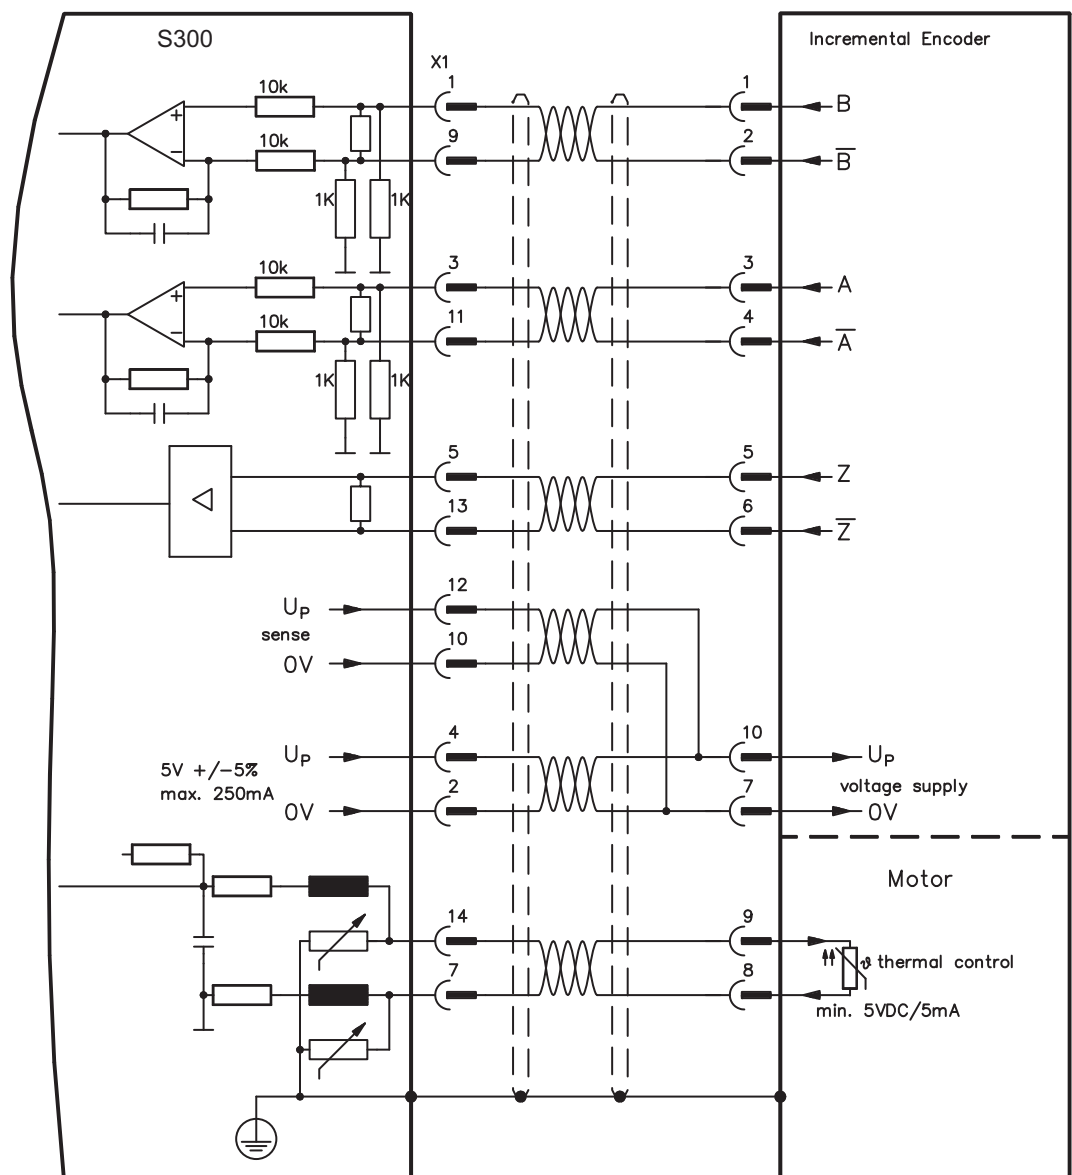 S300
Incremental Encoder
X1
10k 1 1 B
+
10k 9 2 B̅
−
1K 1K
10k 3 3 A
+
10k 11 4 A̅
−
1K 1K
5 5 Z
13 6 Z̅
UP 12
sense
0V 10
UP 4 10 UP
5V +/−5%
max. 250mA
voltage supply
0V 2 7 0V
Motor
14 9
ϑ thermal control
7 8
min. 5VDC/5mA